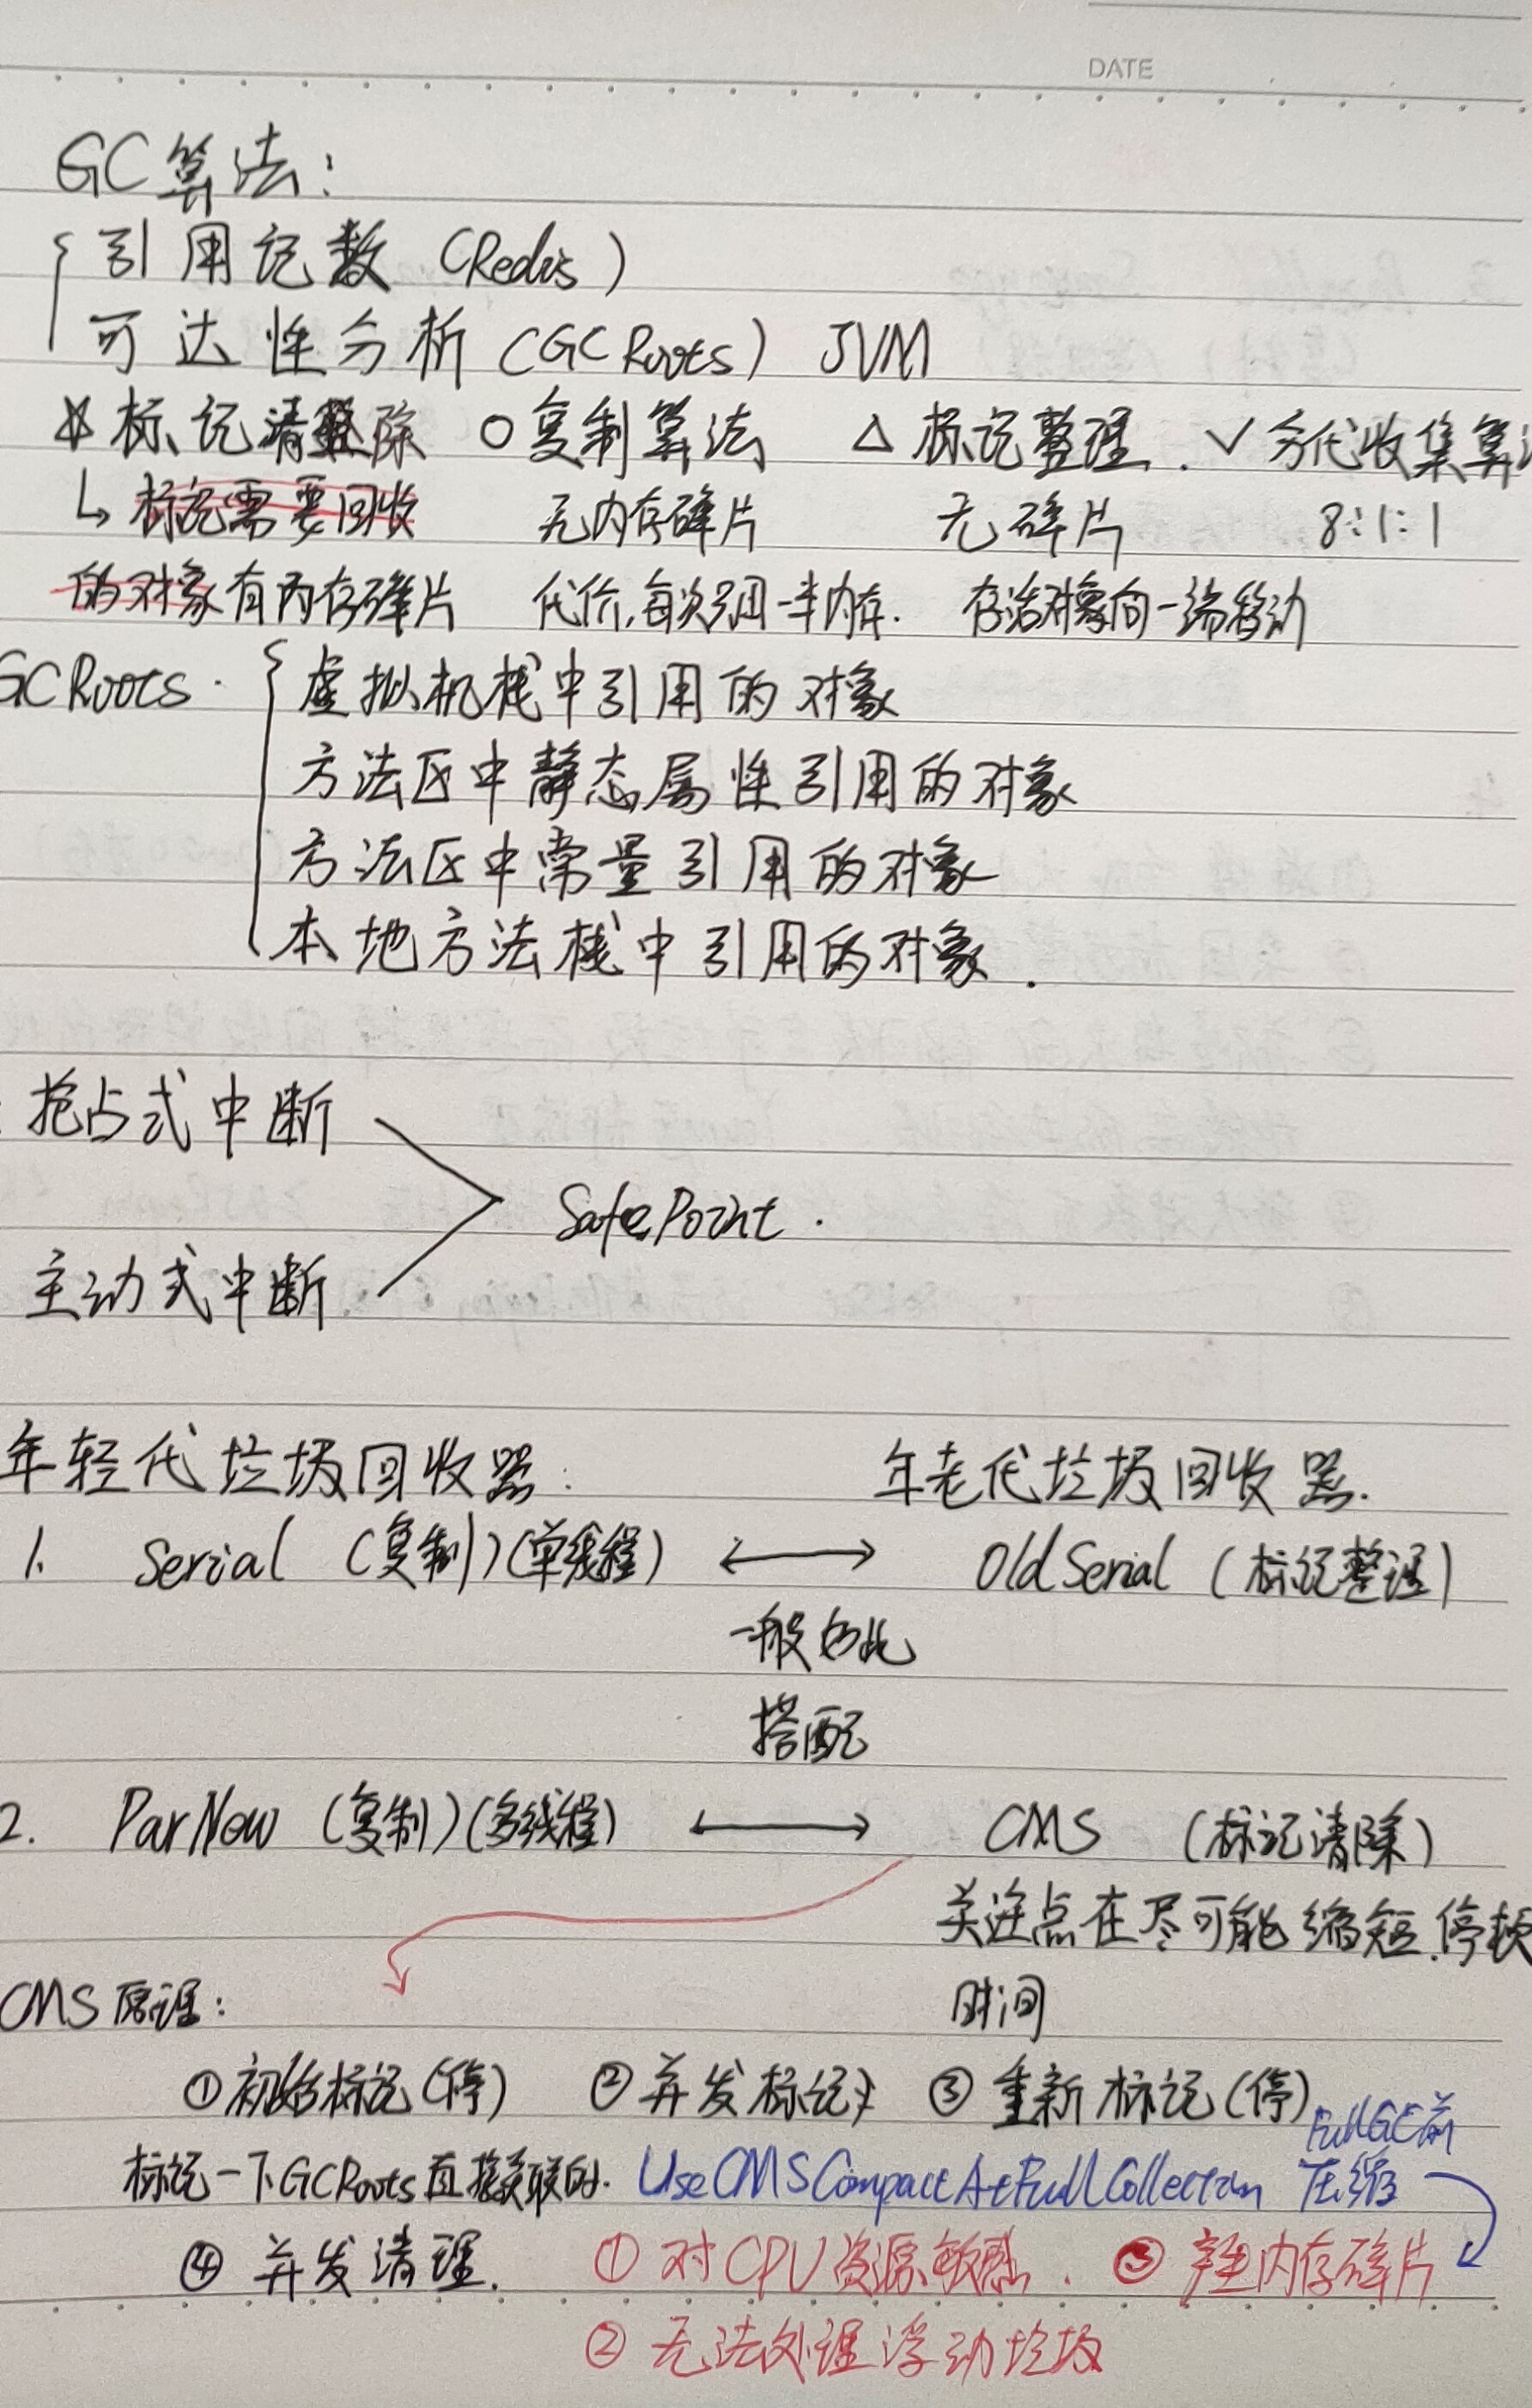 DATE
GC算法:
引用记数 (Redis)
可达性分析 (GC Roots) JVM
标记清除 ○复制算法 △ 标记整理. ✓分代收集算法
↳ 标记需要回收 无内存碎片 无碎片 8:1:1
的对象有内存碎片 代价,每次只用一半内存. 存活对象向一端移动
GC Roots. 虚拟机栈中引用的对象
方法区中静态属性引用的对象
方法区中常量引用的对象
本地方法栈中引用的对象.
抢占式中断
SafePoint.
主动式中断.
年轻代垃圾回收器: 年老代垃圾回收器.
1. Serial (复制)(单线程) ⟷ Old Serial (标记整理)
一般如此
搭配
2. ParNew (复制)(多线程) ⟷ CMS (标记清除)
关注点在尽可能缩短停顿
时间
CMS原理:
①初始标记(停) ②并发标记 ③重新标记(停)
FullGC前
标记一下GCRoots直接关联的. UseCMSCompactAtFullCollection 压缩
④ 并发清理. ① 对CPU资源敏感. ③ 产生内存碎片
② 无法处理浮动垃圾